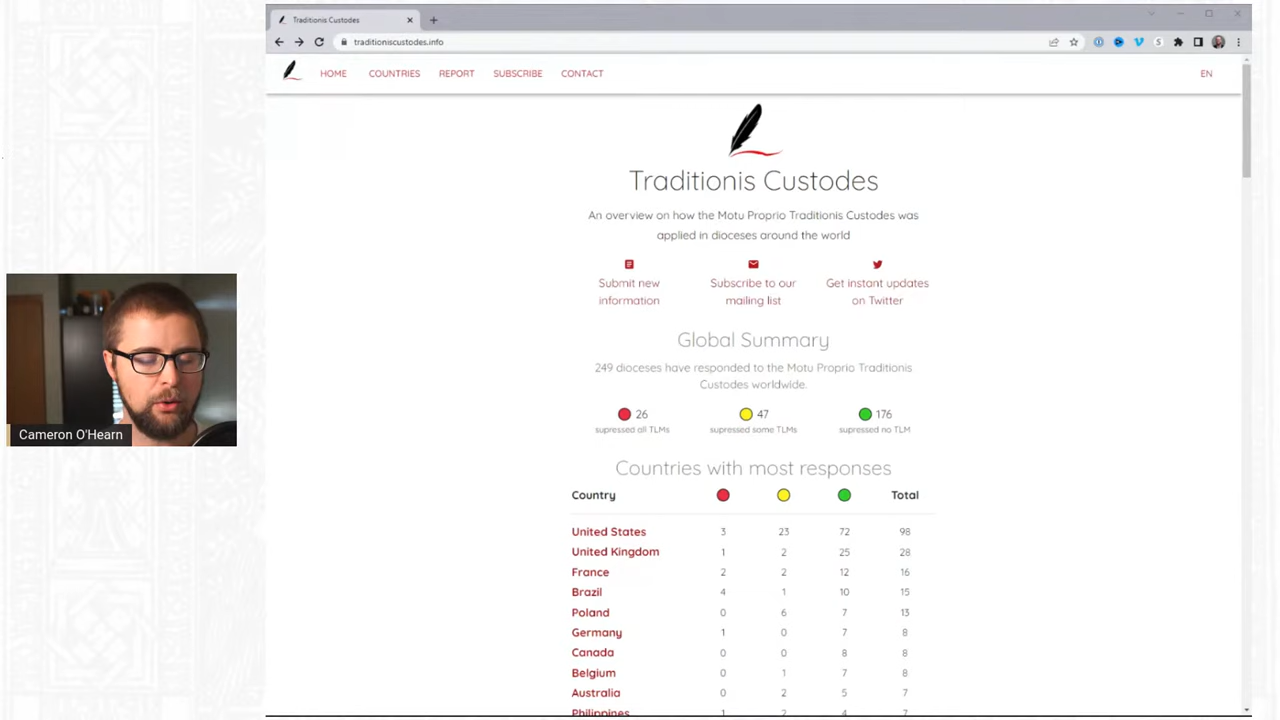 Traditionis Custodes
traditioniscustodes.info
HOME COUNTRIES REPORT SUBSCRIBE CONTACT EN
Traditionis Custodes
An overview on how the Motu Proprio Traditionis Custodes was
applied in dioceses around the world
Submit new information
Subscribe to our mailing list
Get instant updates on Twitter
Global Summary
249 dioceses have responded to the Motu Proprio Traditionis
Custodes worldwide.
26 47 176
supressed all TLMs supressed some TLMs supressed no TLM
Countries with most responses
Country Total
United States 3 23 72 98
United Kingdom 1 2 25 28
France 2 2 12 16
Brazil 4 1 10 15
Poland 0 6 7 13
Germany 1 0 7 8
Canada 0 0 8 8
Belgium 0 1 7 8
Australia 0 2 5 7
Philippines 1 2 4 7
Cameron O'Hearn